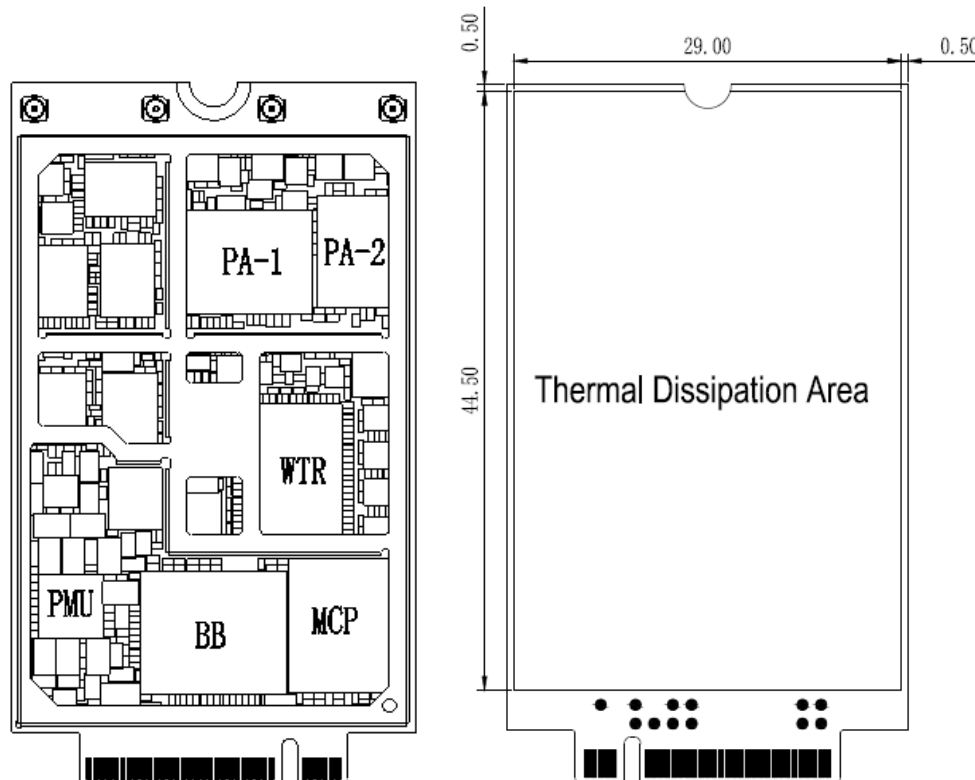 0.50
29.00
0.50
PA-1
PA-2
44.50
Thermal Dissipation Area
WTR
PMU
BB
MCP